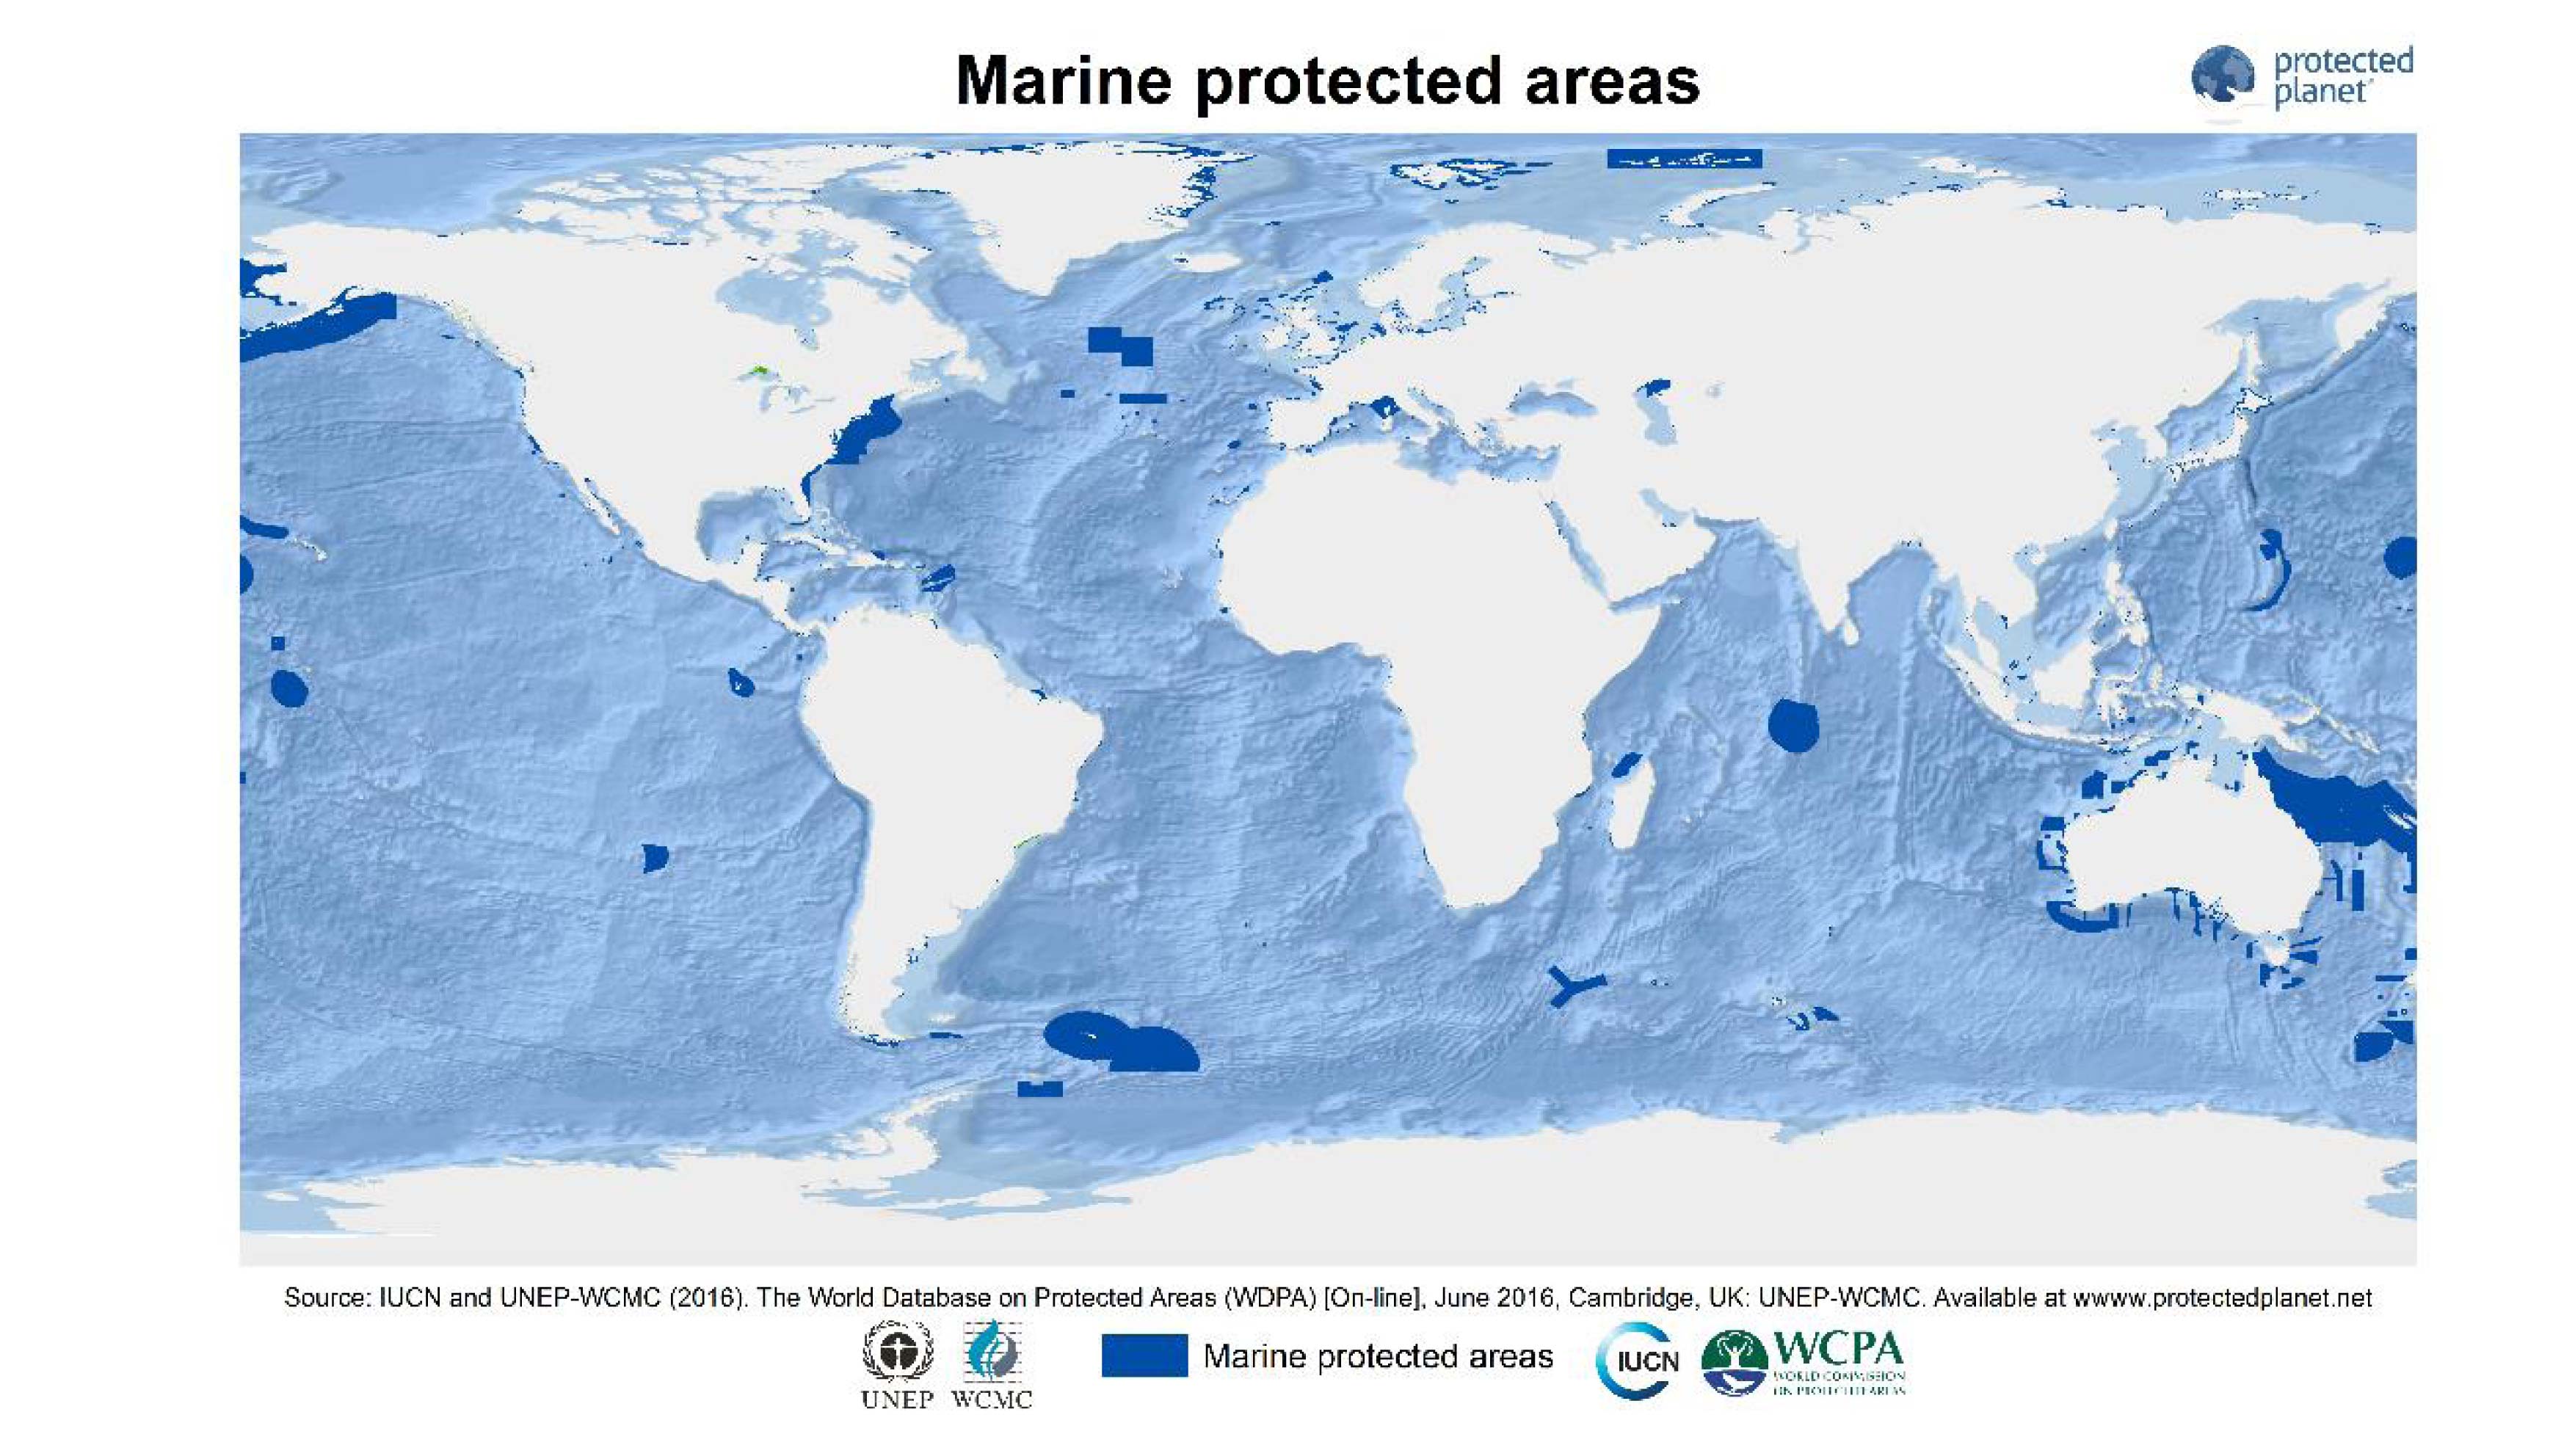 Marine protected areas
protected
planet
Source: IUCN and UNEP-WCMC (2016). The World Database on Protected Areas (WDPA) [On-line], June 2016, Cambridge, UK: UNEP-WCMC. Available at wwww.protectedplanet.net
UNEP WCMC
Marine protected areas
IUCN
WCPA
WORLD COMMISSION
ON PROTECTED AREAS